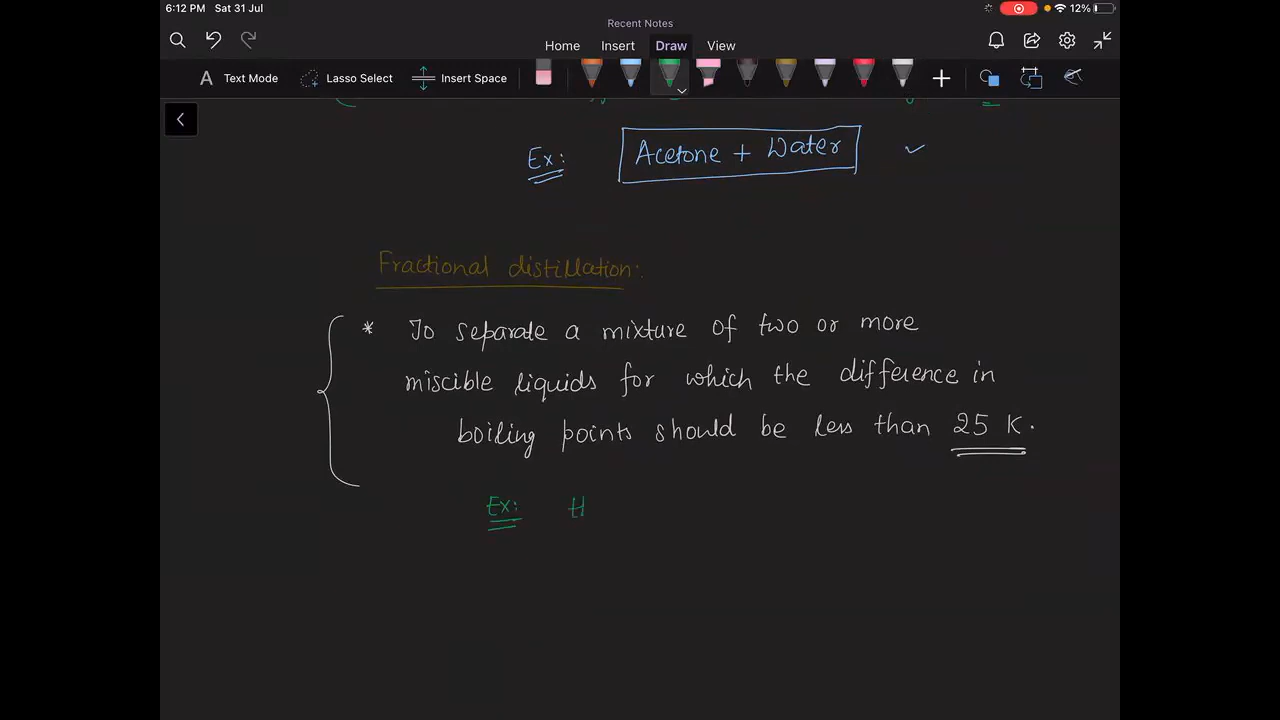 6:12 PM Sat 31 Jul
12%
Recent Notes
Home Insert Draw View
Text Mode Lasso Select Insert Space
Ex: Acetone + Water
Fractional distillation:
* To separate a mixture of two or more
miscible liquids for which the difference in
boiling points should be less than 25 K.
Ex: H